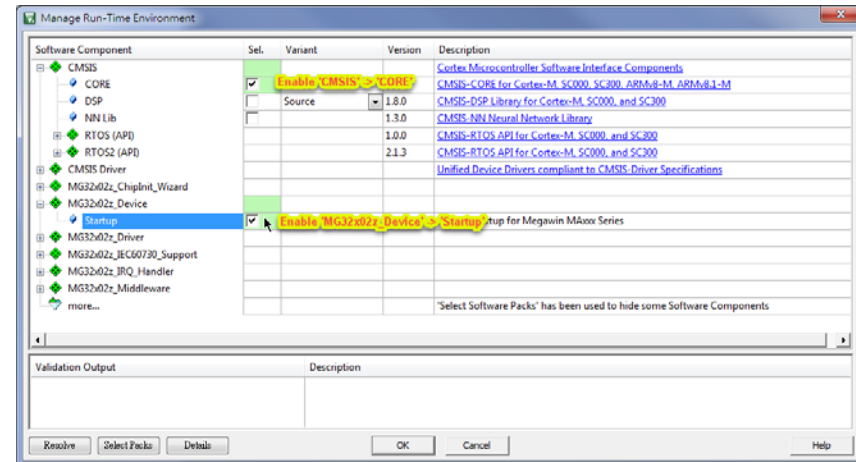 Manage Run-Time Environment
Software Component Sel. Variant Version Description
CMSIS Cortex Microcontroller Software Interface Components
CORE Enable 'CMSIS' -> 'CORE' CMSIS-CORE for Cortex-M, SC000, SC300, ARMv8-M, ARMv8.1-M
DSP Source 1.8.0 CMSIS-DSP Library for Cortex-M, SC000, and SC300
NN Lib 1.3.0 CMSIS-NN Neural Network Library
RTOS (API) 1.0.0 CMSIS-RTOS API for Cortex-M, SC000, and SC300
RTOS2 (API) 2.1.3 CMSIS-RTOS API for Cortex-M, SC000, and SC300
CMSIS Driver Unified Device Drivers compliant to CMSIS-Driver Specifications
MG32x02z_ChipInit_Wizard
MG32x02z_Device
Startup Enable 'MG32x02z_Device' -> 'Startup' tup for Megawin MAxxx Series
MG32x02z_Driver
MG32x02z_IEC60730_Support
MG32x02z_IRQ_Handler
MG32x02z_Middleware
more... 'Select Software Packs' has been used to hide some Software Components
Validation Output Description
Resolve Select Packs Details OK Cancel Help